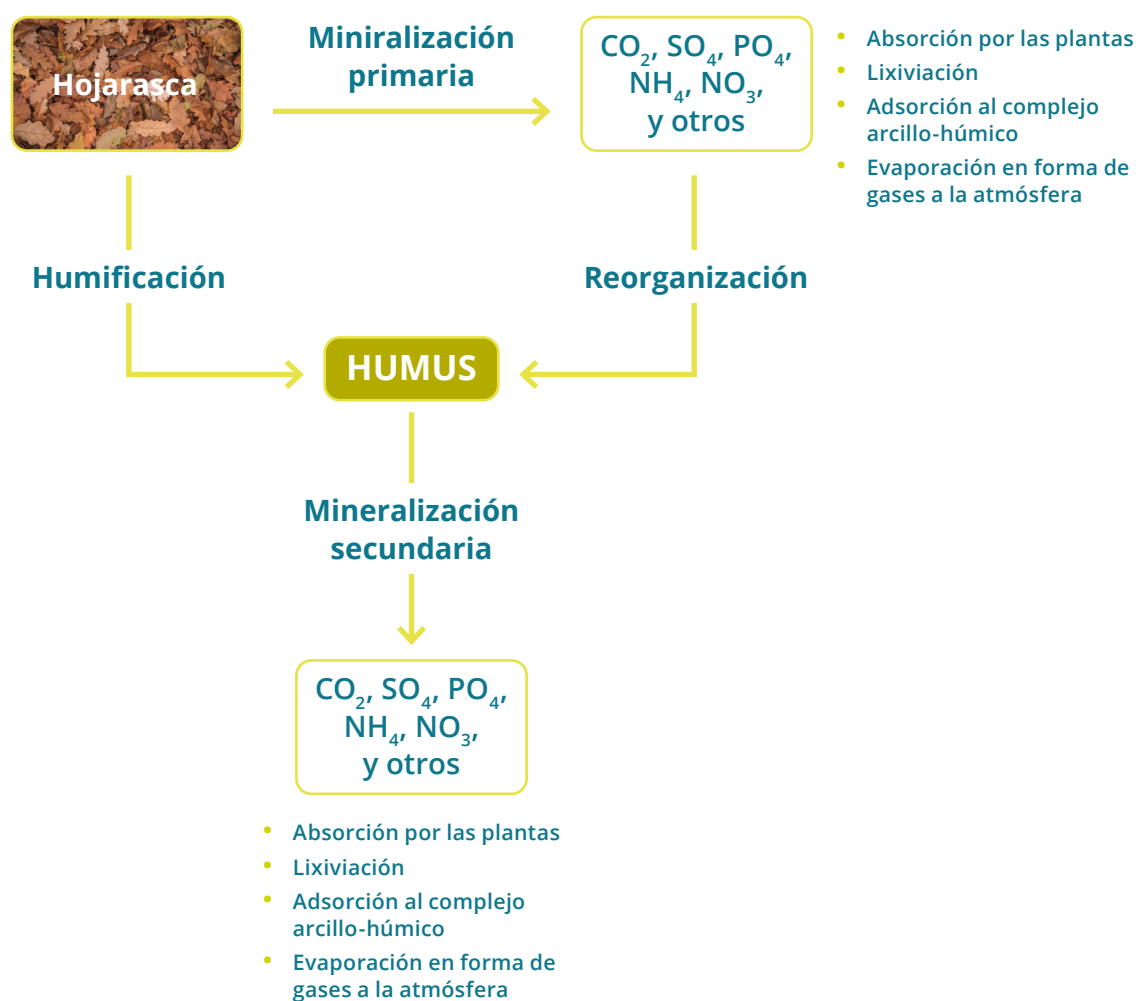 Hojarasca
Miniralización
primaria
CO₂, SO₄, PO₄,
NH₄, NO₃,
y otros
• Absorción por las plantas
• Lixiviación
• Adsorción al complejo
arcillo-húmico
• Evaporación en forma de
gases a la atmósfera
Humificación
Reorganización
HUMUS
Mineralización
secundaria
CO₂, SO₄, PO₄,
NH₄, NO₃,
y otros
• Absorción por las plantas
• Lixiviación
• Adsorción al complejo
arcillo-húmico
• Evaporación en forma de
gases a la atmósfera